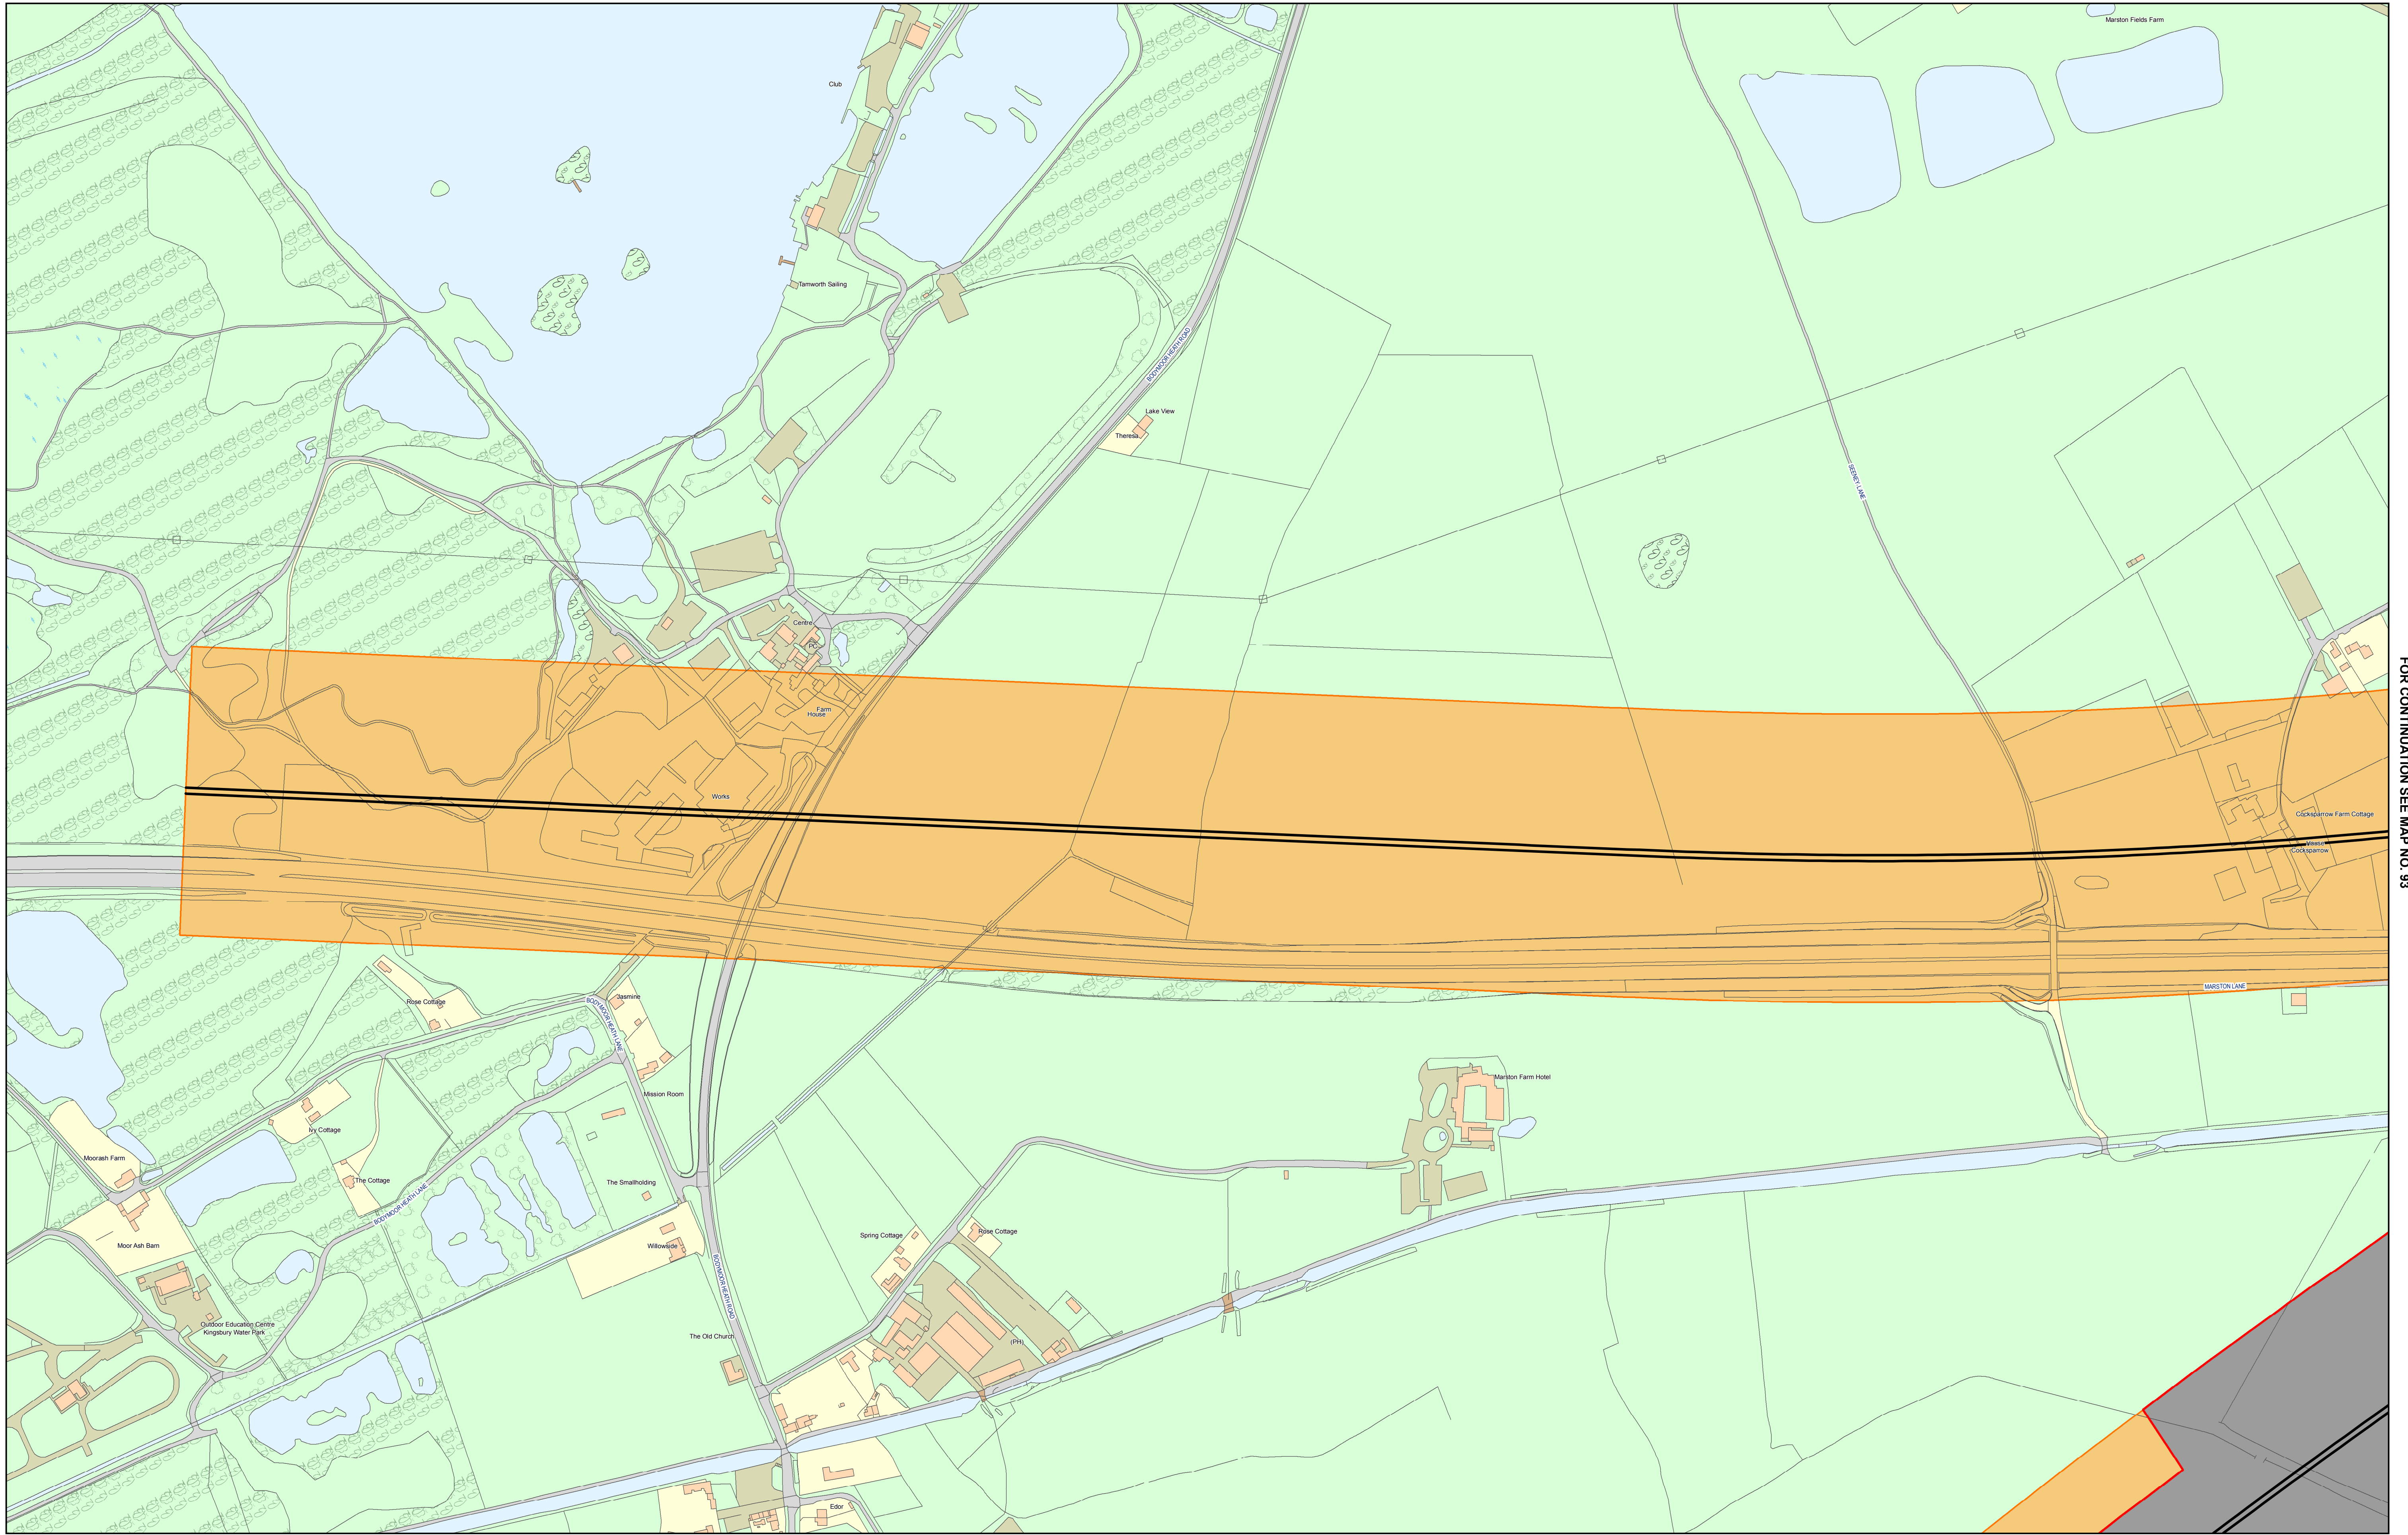 Marston Fields Farm
Club
Tamworth Sailing
BODYMOOR HEATH ROAD
Lake View
Theresa
SEENEY LANE
Centre
PC
FOR CONTINUATION SEE MAP NO. 93
Farm
House
Works
Cocksparrow Farm Cottage
Cocksparrow
MARSTON LANE
Rose Cottage
Jasmine
BODYMOOR HEATH LANE
Marston Farm Hotel
Mission Room
Ivy Cottage
Moorash Farm
The Cottage
The Smallholding
BODYMOOR HEATH LANE
Spring Cottage
Rose Cottage
Moor Ash Barn
Willowside
BODYMOOR HEATH ROAD
Outdoor Education Centre
Kingsbury Water Park
The Old Church
(PH)
Edor